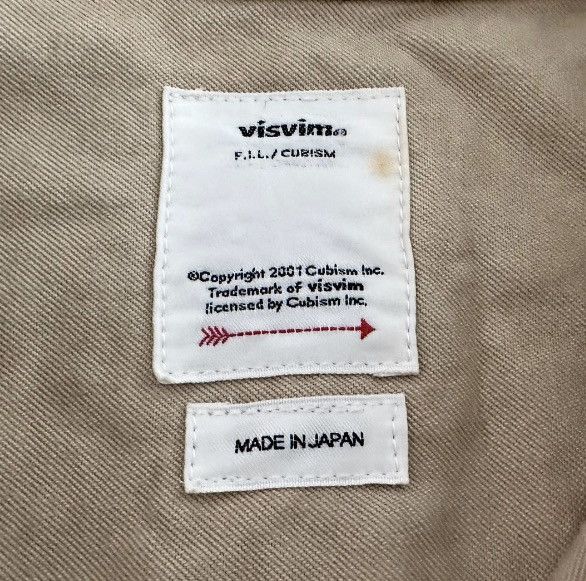 visvim®
F.I.L./CUBISM
©Copyright 2001 Cubism Inc.
Trademark of visvim
licensed by Cubism Inc.
MADE IN JAPAN